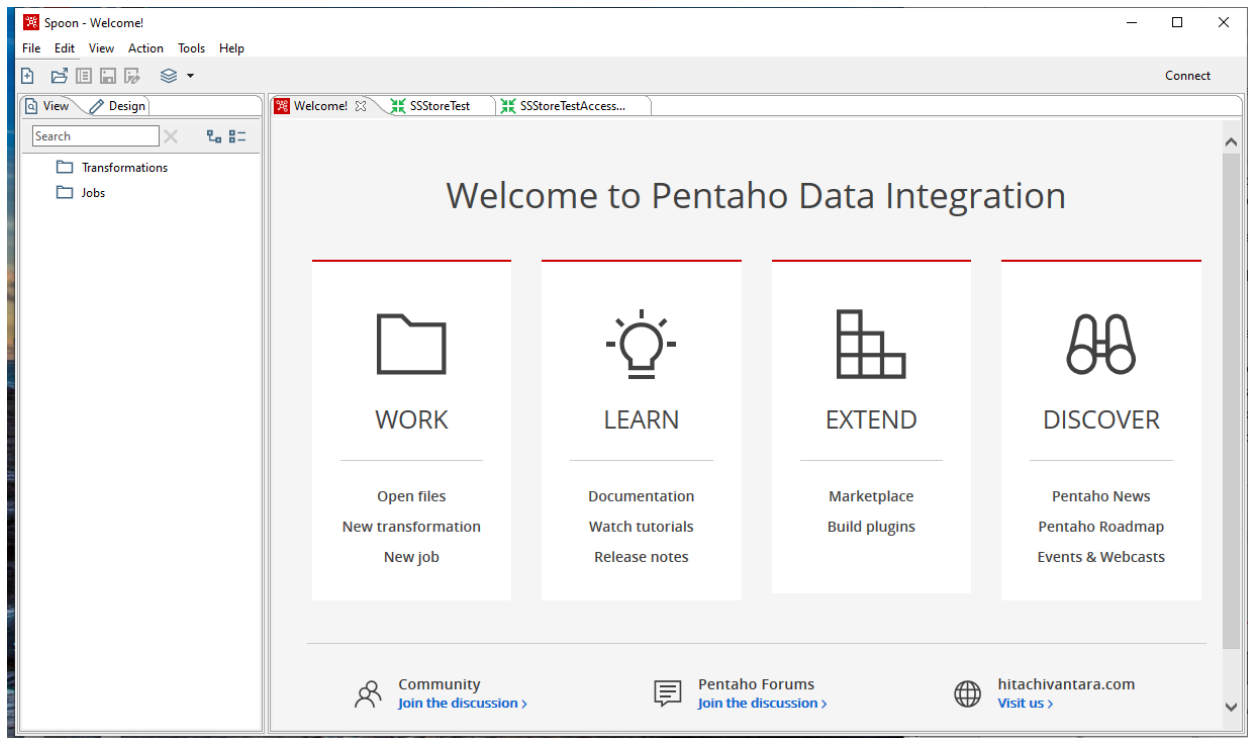 Spoon - Welcome!
File Edit View Action Tools Help
Connect
View Design
Welcome! SSStoreTest SSStoreTestAccess...
Search
Transformations
Jobs
Welcome to Pentaho Data Integration
WORK
Open files
New transformation
New job
LEARN
Documentation
Watch tutorials
Release notes
EXTEND
Marketplace
Build plugins
DISCOVER
Pentaho News
Pentaho Roadmap
Events & Webcasts
Community
Join the discussion >
Pentaho Forums
Join the discussion >
hitachivantara.com
Visit us >